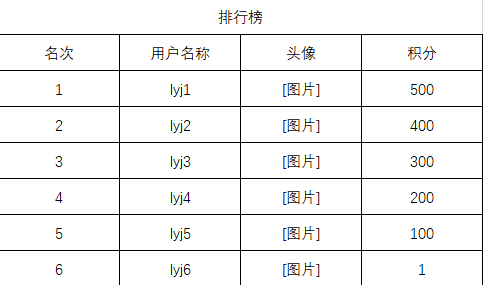 排行榜
名次 用户名称 头像 积分
1 lyj1 [图片] 500
2 lyj2 [图片] 400
3 lyj3 [图片] 300
4 lyj4 [图片] 200
5 lyj5 [图片] 100
6 lyj6 [图片] 1